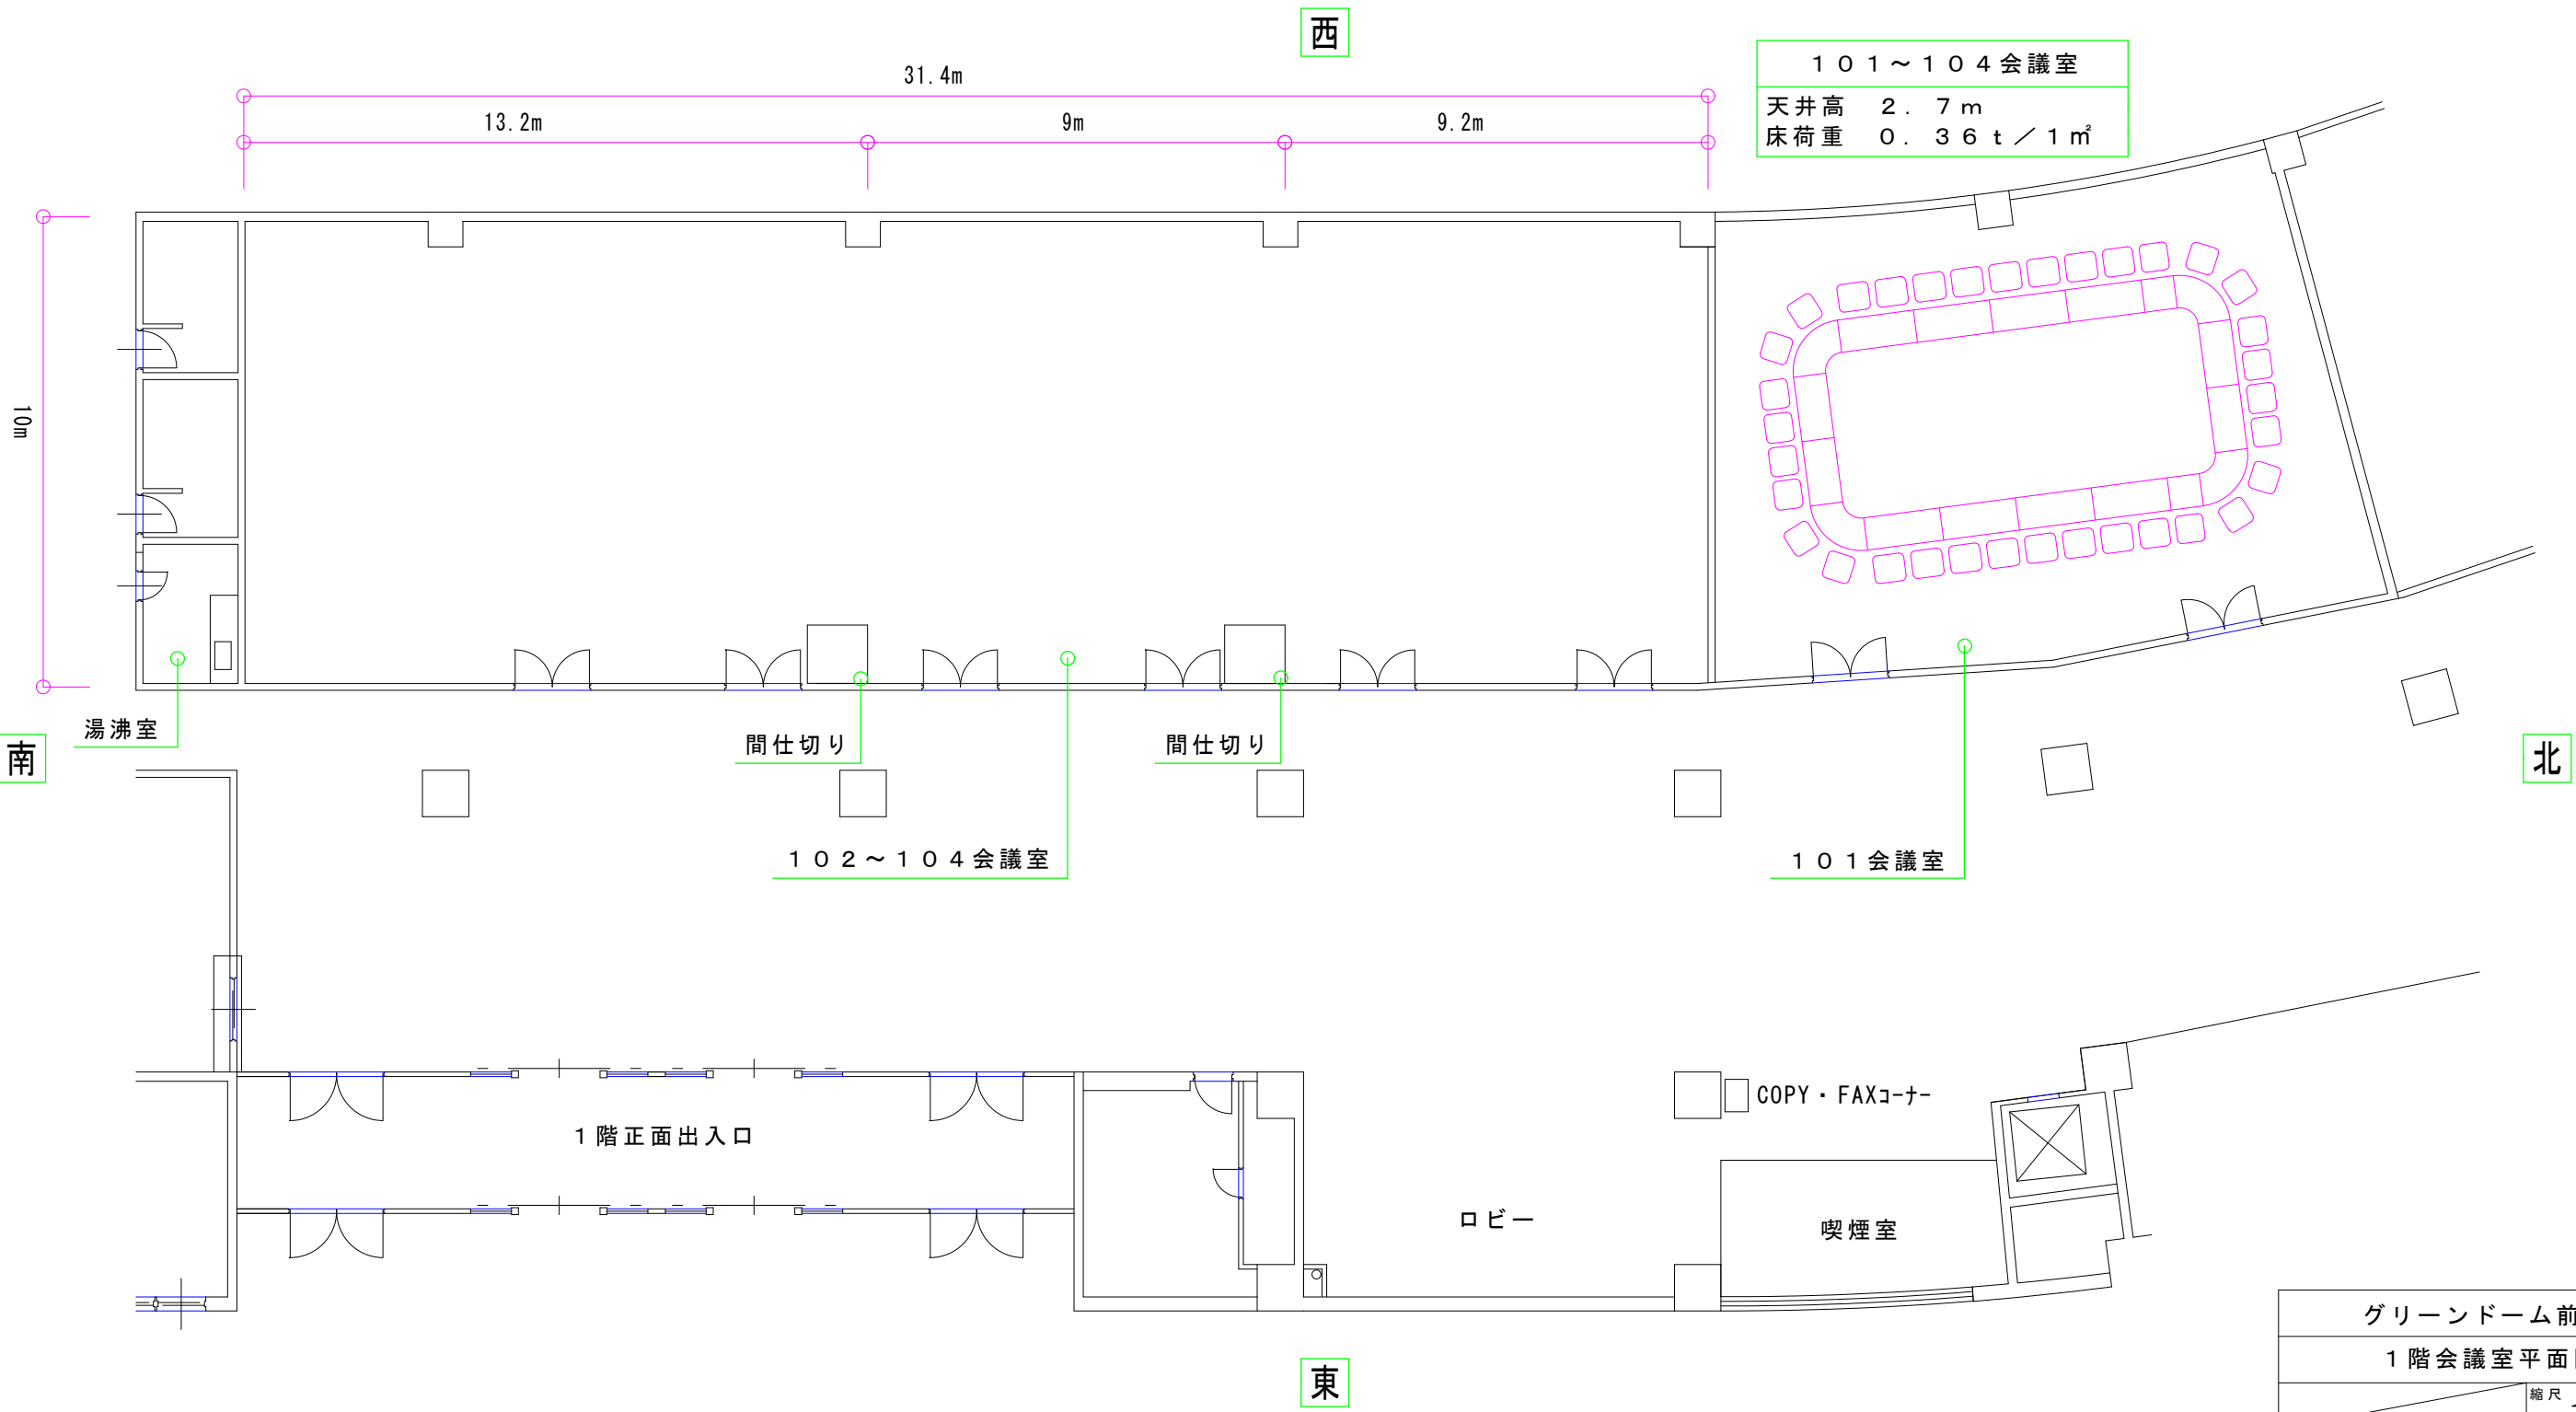 西
31.4m
13.2m
9m
9.2m
１０１～１０４会議室
天井高　２．７ｍ
床荷重　０．３６ｔ／１㎡
10m
湯沸室
間仕切り
間仕切り
南
北
１０２～１０４会議室
１０１会議室
COPY・FAXｺｰﾅｰ
１階正面出入口
ロビー
喫煙室
東
グリーンドーム前
１階会議室平面
縮尺